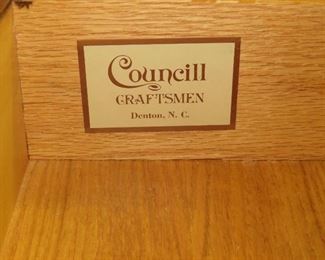 Councill
CRAFTSMEN
Denton, N. C.